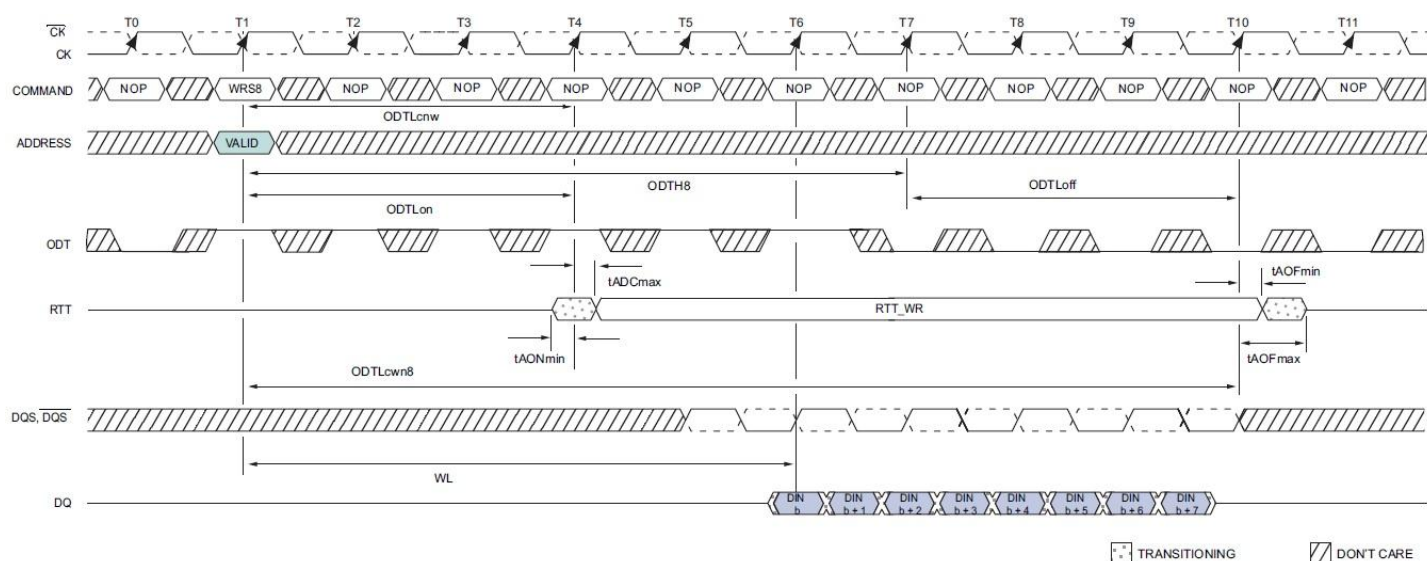 T0 T1 T2 T3 T4 T5 T6 T7 T8 T9 T10 T11
CK
CK
COMMAND NOP WRS8 NOP NOP NOP NOP NOP NOP NOP NOP NOP NOP
ODTLcnw
ADDRESS VALID
ODTH8 ODTLoff
ODTLon
ODT
tADCmax tAOFmin
RTT RTT_WR
tAONmin tAOFmax
ODTLcwn8
DQS, DQS
WL
DQ DIN b DIN b + 1 DIN b + 2 DIN b + 3 DIN b + 4 DIN b + 5 DIN b + 6 DIN b + 7
TRANSITIONING DON'T CARE